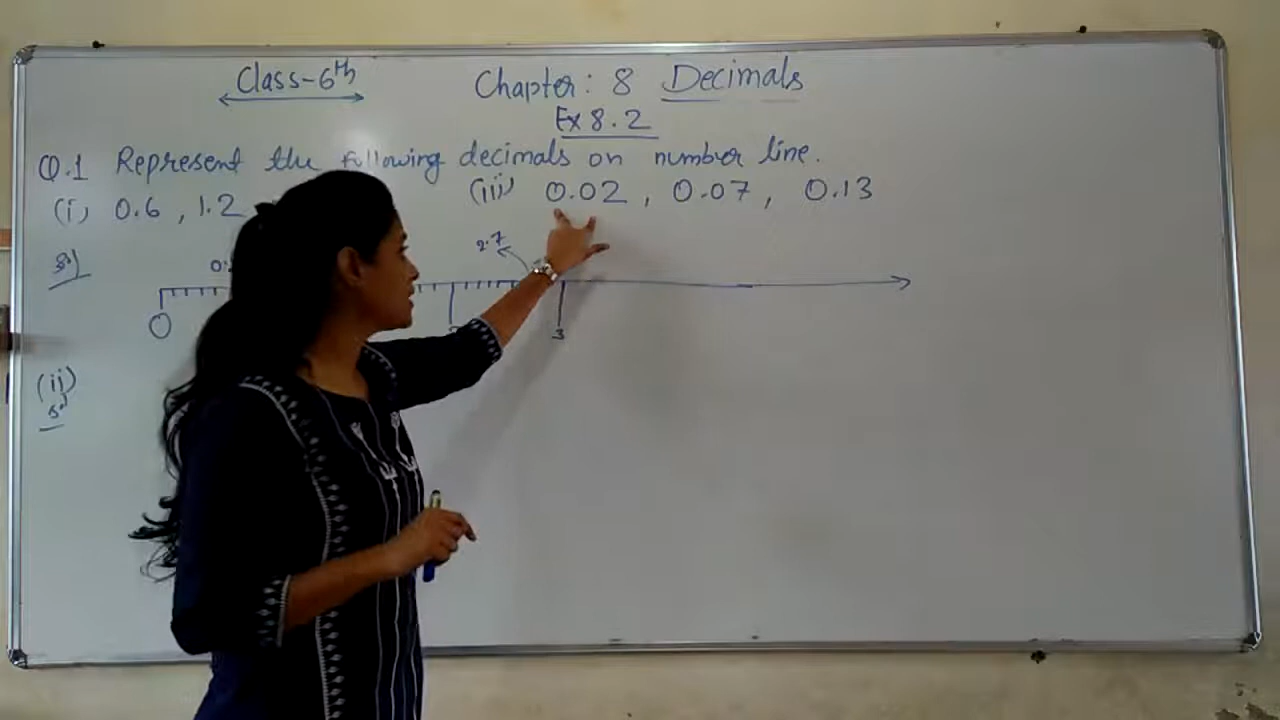 Class-6th
Chapter: 8 Decimals
Ex 8.2
Q.1 Represent the following decimals on number line.
(i) 0.6, 1.2
(iii) 0.02, 0.07, 0.13
Sol
2.7
0
3
(ii)
Sol